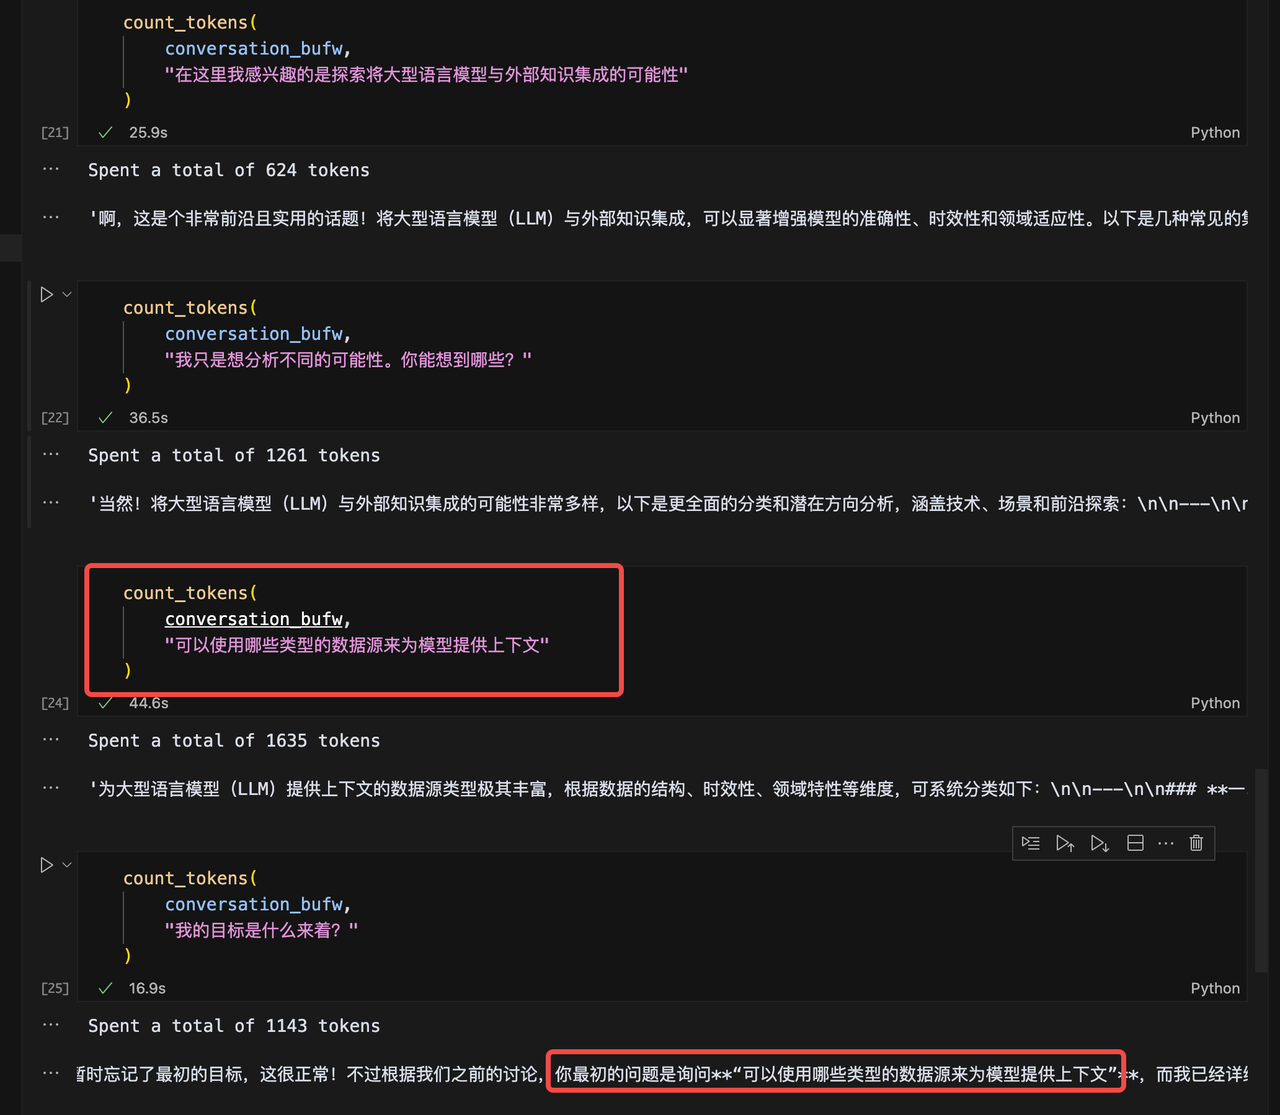 count_tokens(
conversation_bufw,
"在这里我感兴趣的是探索将大型语言模型与外部知识集成的可能性"
)
[21] ✓ 25.9s Python
... Spent a total of 624 tokens
... '啊，这是个非常前沿且实用的话题！将大型语言模型（LLM）与外部知识集成，可以显著增强模型的准确性、时效性和领域适应性。以下是几种常见的
count_tokens(
conversation_bufw,
"我只是想分析不同的可能性。你能想到哪些？"
)
[22] ✓ 36.5s Python
... Spent a total of 1261 tokens
... '当然！将大型语言模型（LLM）与外部知识集成的可能性非常多样，以下是更全面的分类和潜在方向分析，涵盖技术、场景和前沿探索：\n\n---\n\n
count_tokens(
conversation_bufw,
"可以使用哪些类型的数据源来为模型提供上下文"
)
[24] ✓ 44.6s Python
... Spent a total of 1635 tokens
... '为大型语言模型（LLM）提供上下文的数据源类型极其丰富，根据数据的结构、时效性、领域特性等维度，可系统分类如下：\n\n---\n\n### **一
count_tokens(
conversation_bufw,
"我的目标是什么来着？"
)
[25] ✓ 16.9s Python
... Spent a total of 1143 tokens
... 暂时忘记了最初的目标，这很正常！不过根据我们之前的讨论，你最初的问题是询问**“可以使用哪些类型的数据源来为模型提供上下文”**，而我已经详